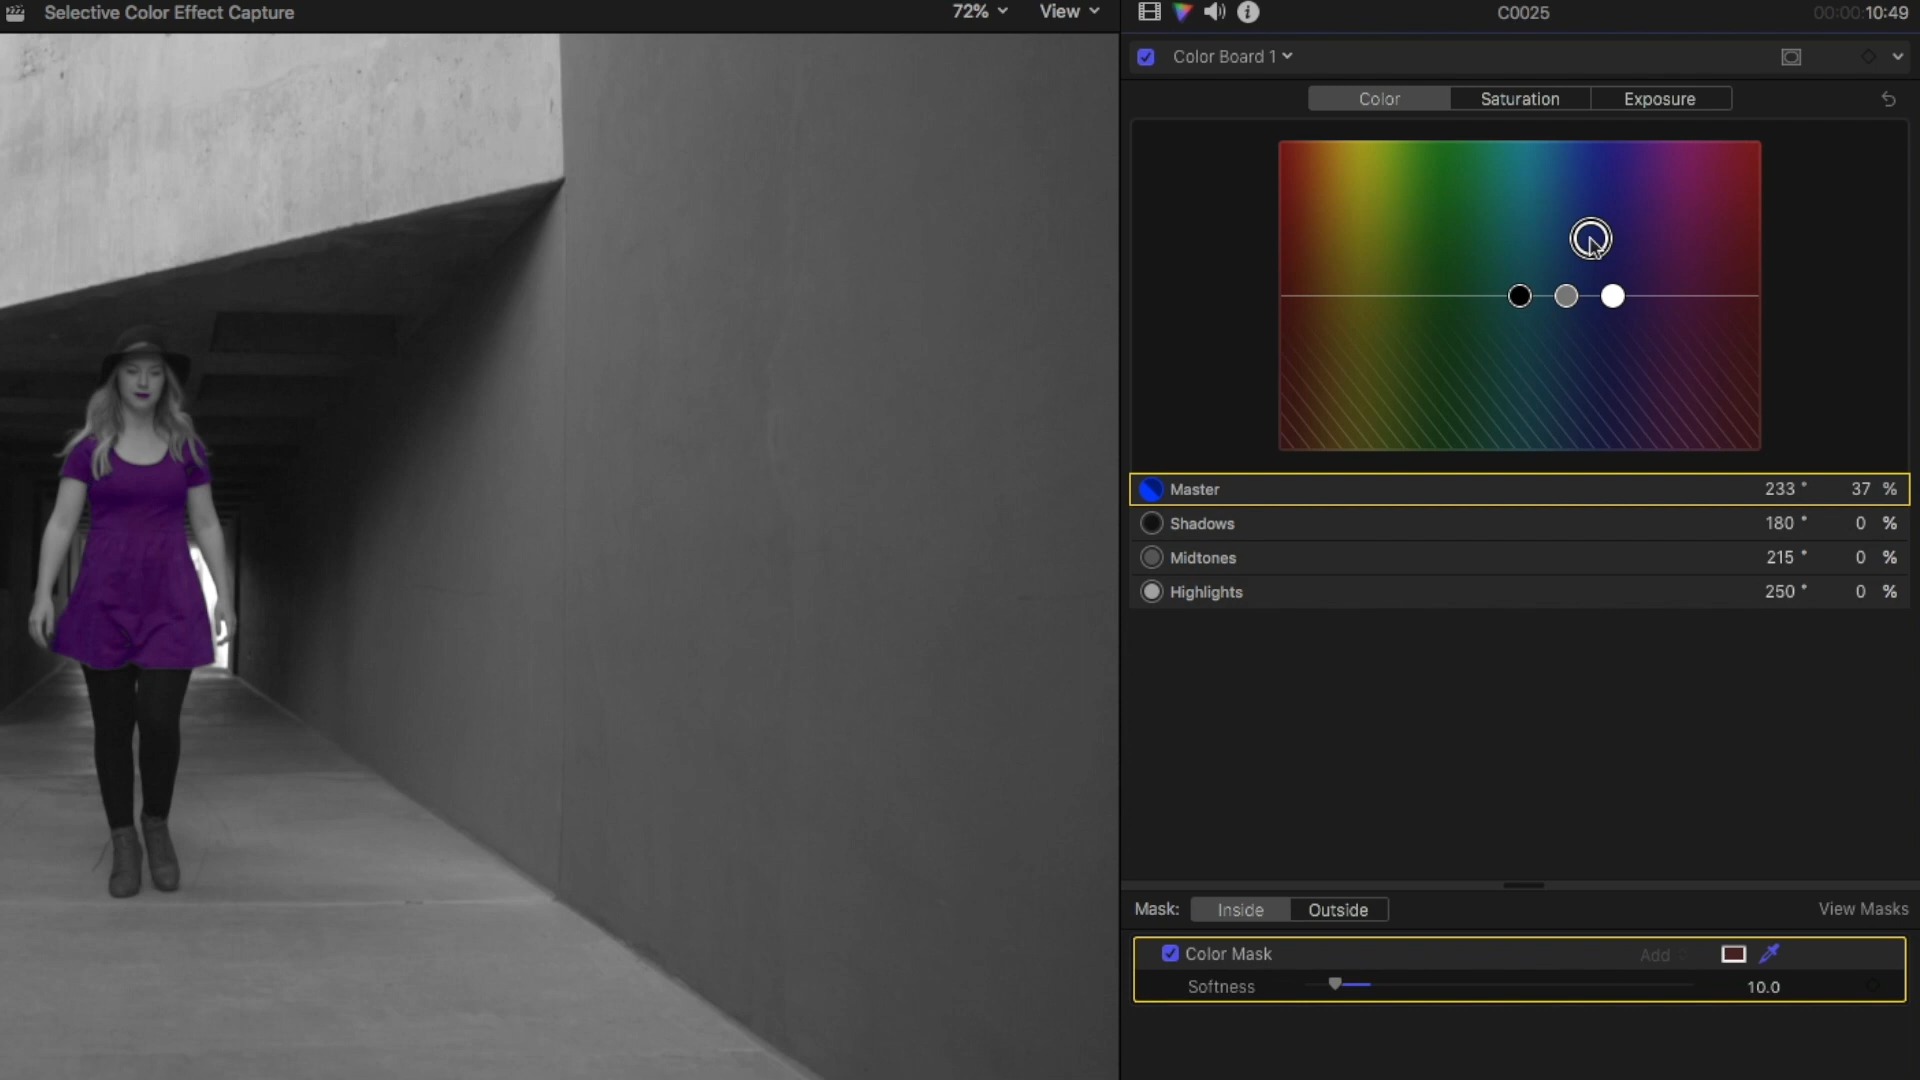 Selective Color Effect Capture 72% View C0025 00:00:10:49
Color Board 1
Color Saturation Exposure
Master 233 ° 37 %
Shadows 180 ° 0 %
Midtones 215 ° 0 %
Highlights 250 ° 0 %
Mask: Inside Outside View Masks
Color Mask Add
Softness 10.0